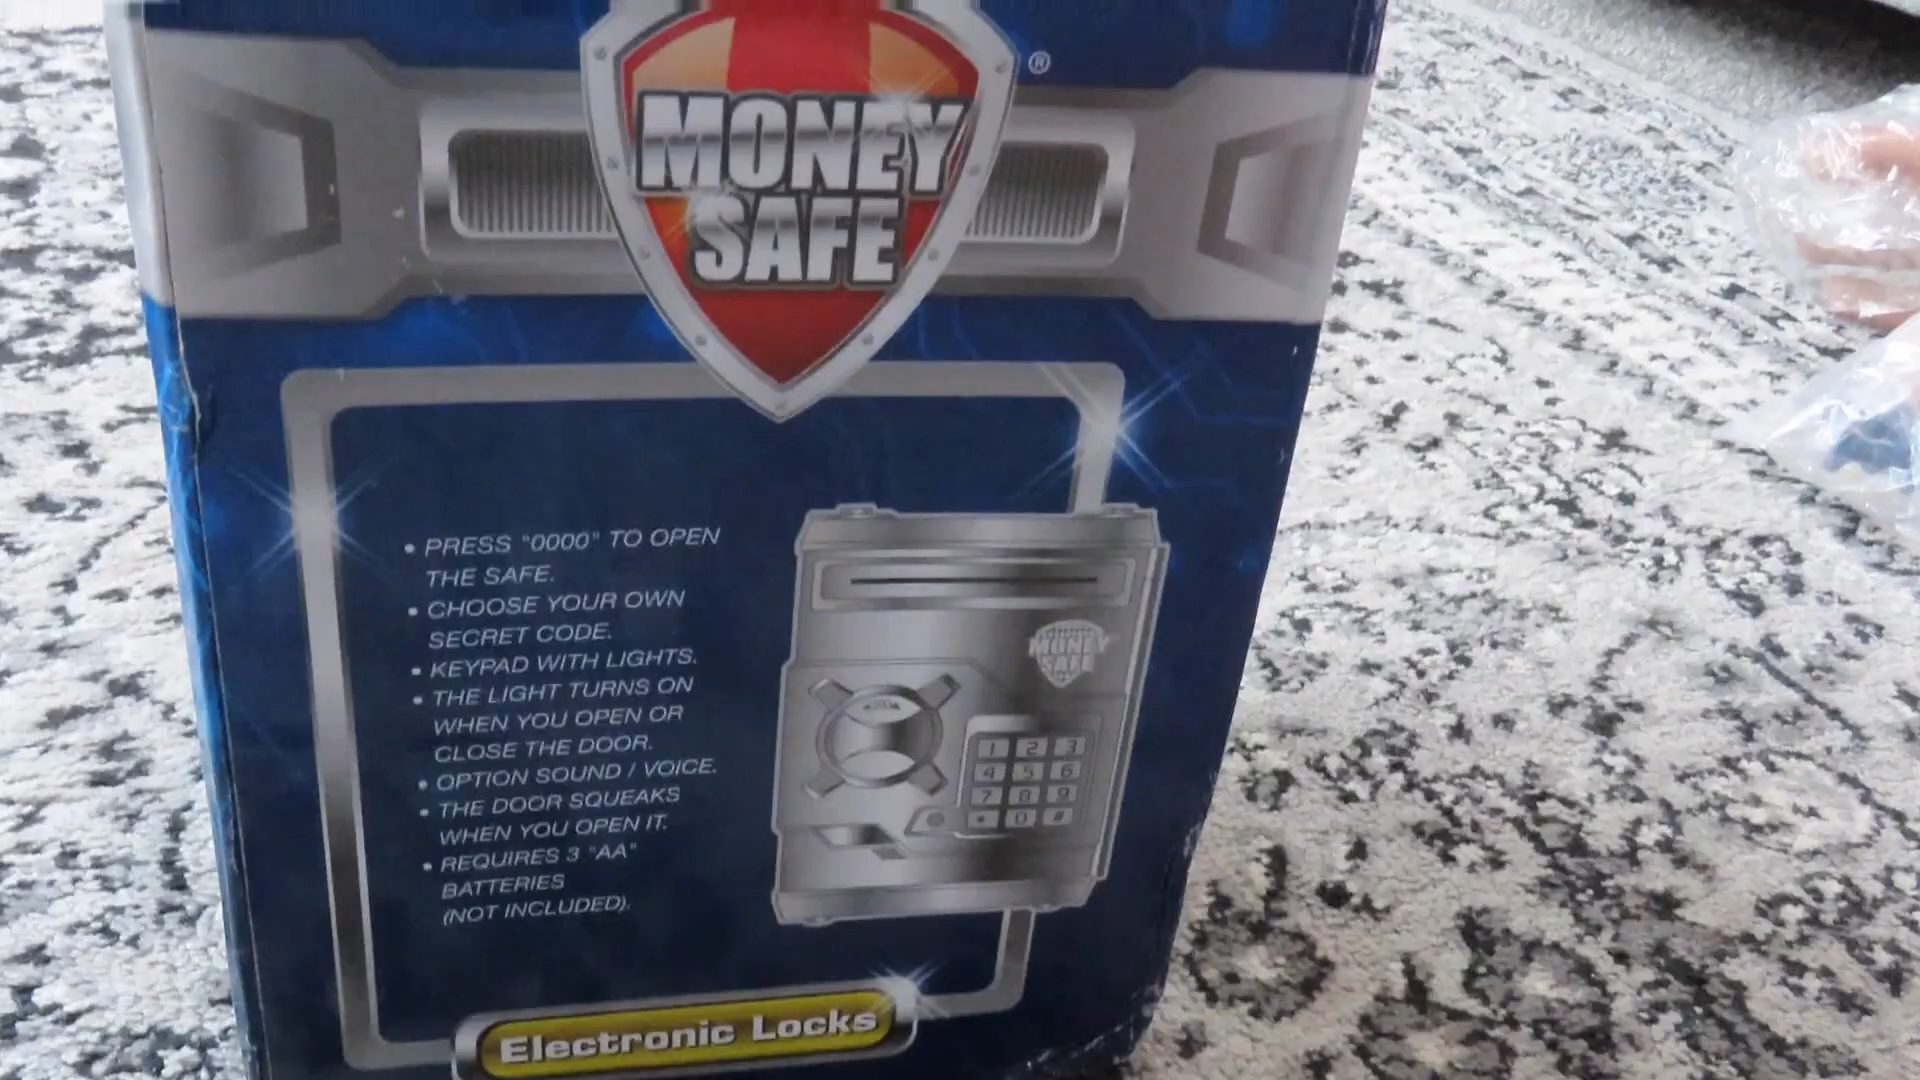 ®
MONEY
SAFE
• PRESS "0000" TO OPEN
THE SAFE.
• CHOOSE YOUR OWN
SECRET CODE.
• KEYPAD WITH LIGHTS.
• THE LIGHT TURNS ON
WHEN YOU OPEN OR
CLOSE THE DOOR.
• OPTION SOUND / VOICE.
• THE DOOR SQUEAKS
WHEN YOU OPEN IT.
• REQUIRES 3 "AA"
BATTERIES
(NOT INCLUDED).
MONEY
SAFE
1 2 3
4 5 6
7 8 9
* 0 #
Electronic Locks